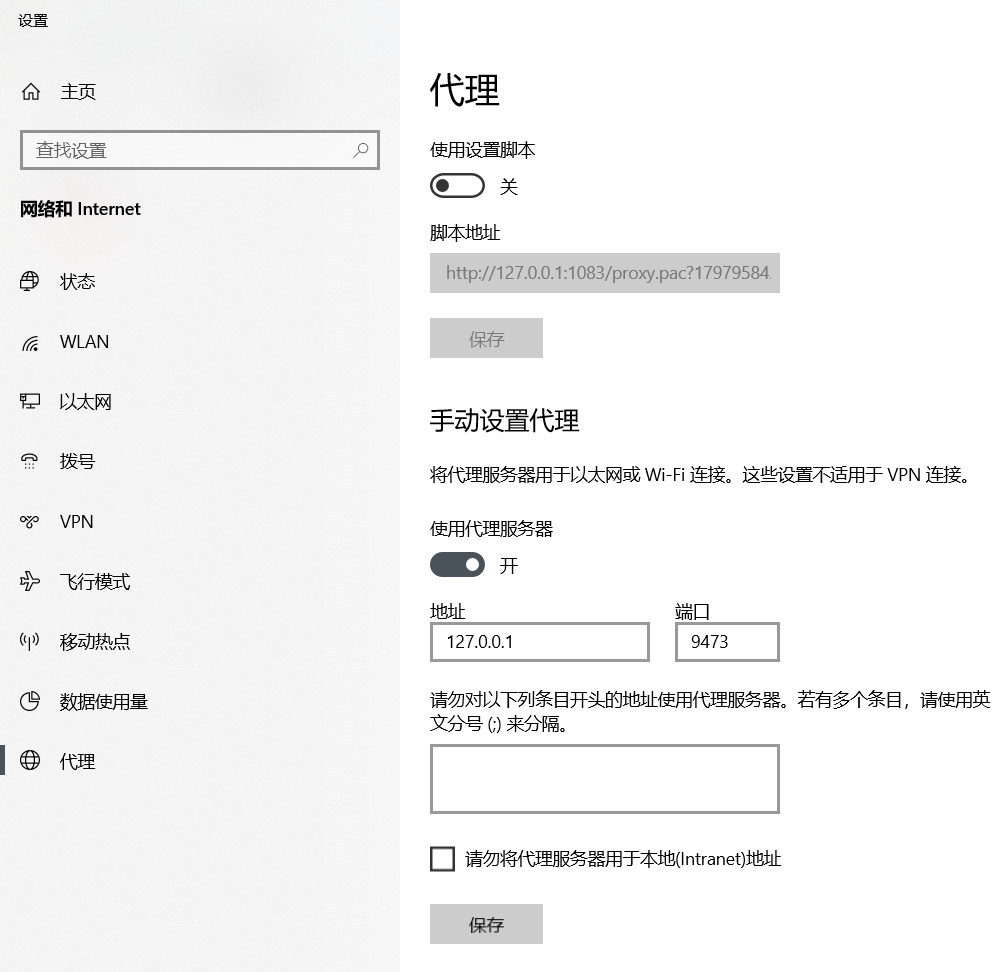 设置
主页
查找设置
网络和 Internet
状态
WLAN
以太网
拨号
VPN
飞行模式
移动热点
数据使用量
代理
代理
使用设置脚本
关
脚本地址
http://127.0.0.1:1083/proxy.pac?17979584.
保存
手动设置代理
将代理服务器用于以太网或 Wi-Fi 连接。这些设置不适用于 VPN 连接。
使用代理服务器
开
地址 端口
127.0.0.1 9473
请勿对以下列条目开头的地址使用代理服务器。若有多个条目，请使用英
文分号 (;) 来分隔。
请勿将代理服务器用于本地(Intranet)地址
保存